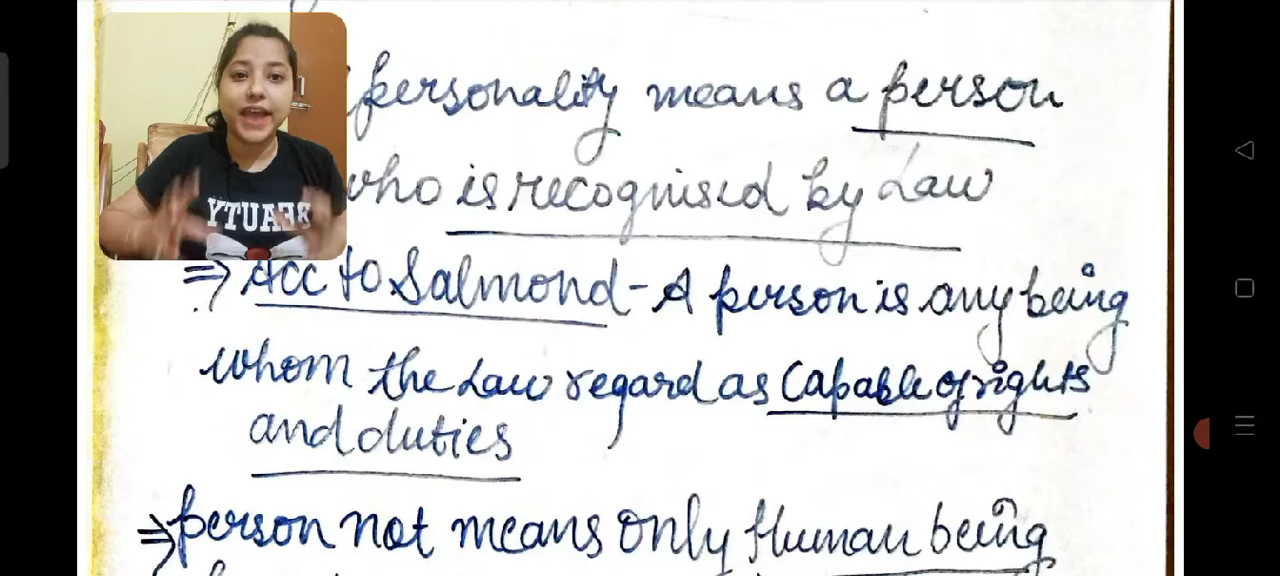 personality means a person
who is recognised by Law
BEAUTY
⇒ Acc to Salmond - A person is any being
whom the Law regard as Capable of rights
and duties
⇒ person not means only Human being